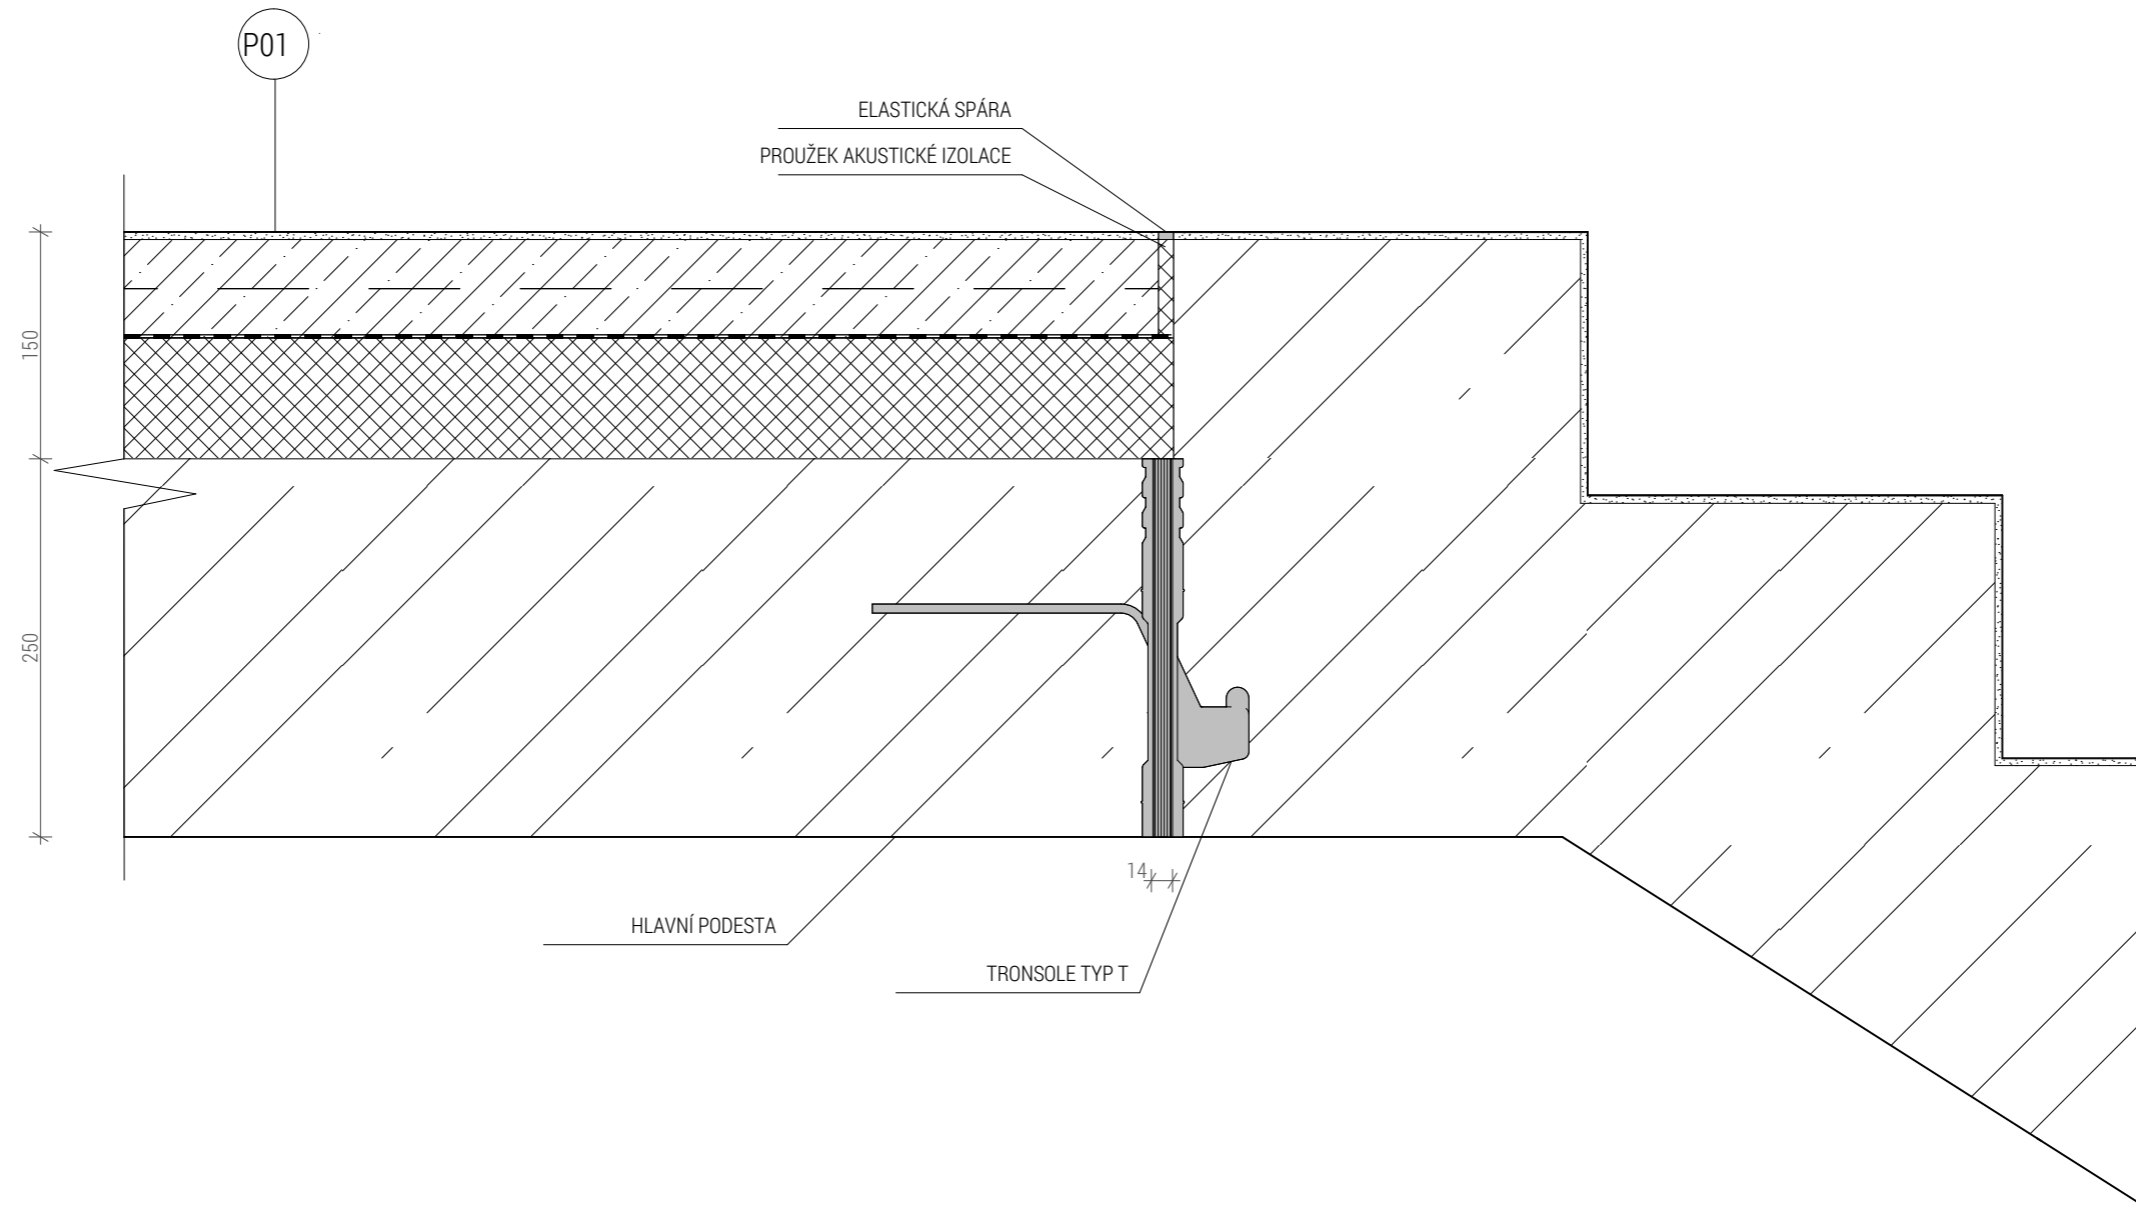 P01
ELASTICKÁ SPÁRA
PROUŽEK AKUSTICKÉ IZOLACE
150
250
14
HLAVNÍ PODESTA
TRONSOLE TYP T